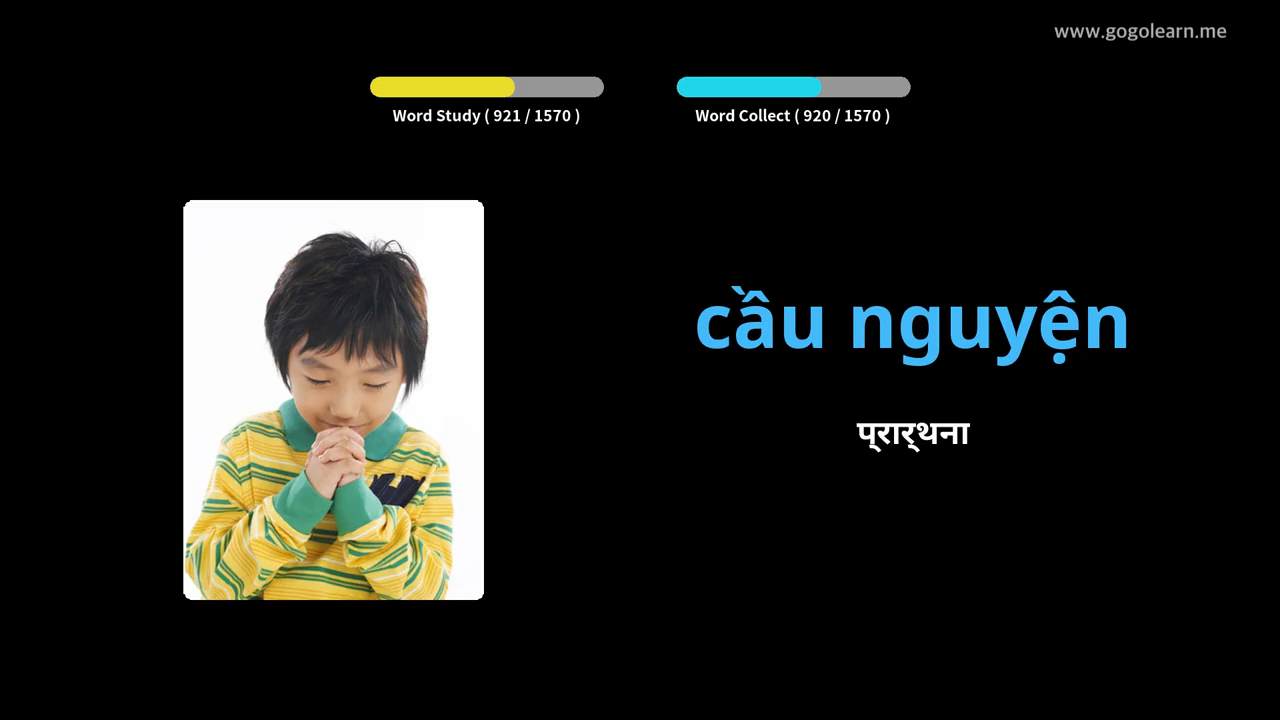 www.gogolearn.me
Word Study ( 921 / 1570 )
Word Collect ( 920 / 1570 )
cầu nguyện
प्रार्थना